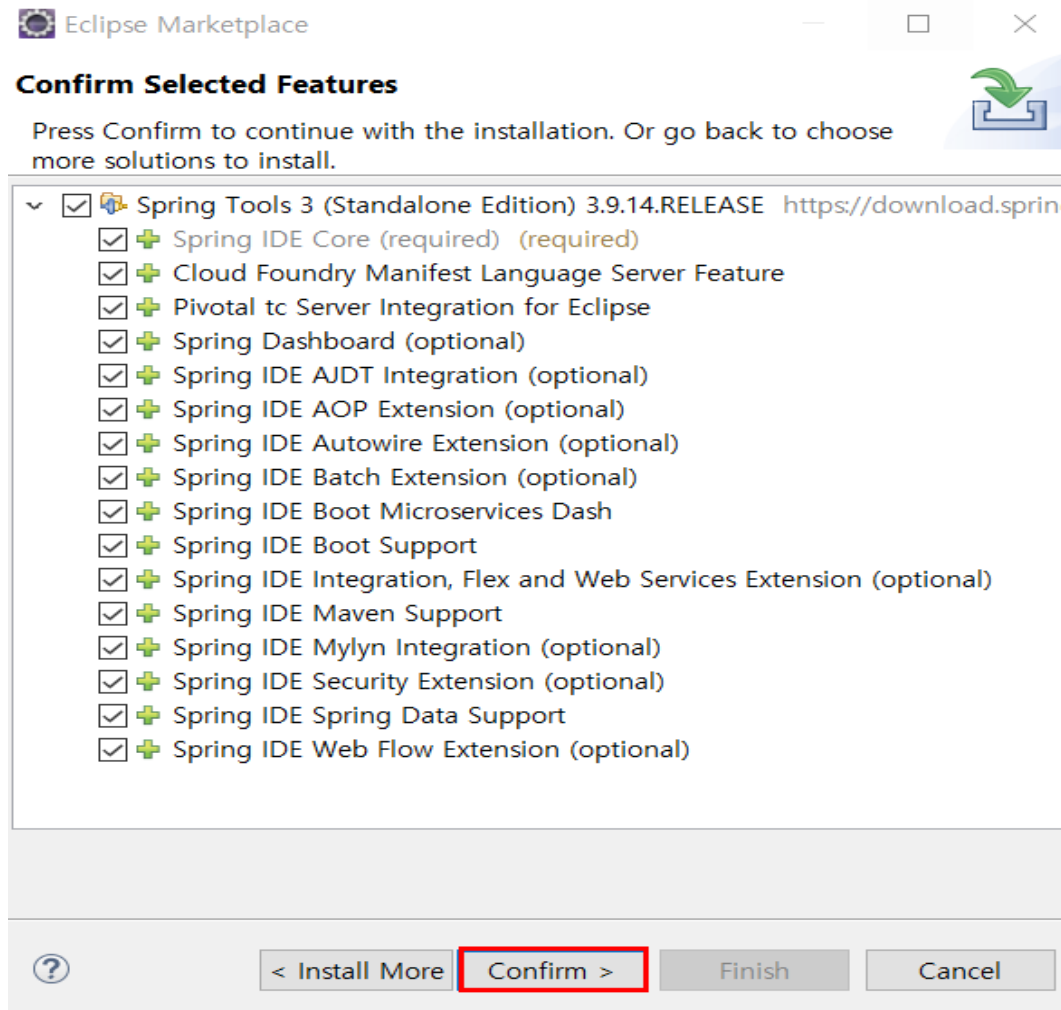 Eclipse Marketplace
Confirm Selected Features
Press Confirm to continue with the installation. Or go back to choose
more solutions to install.
Spring Tools 3 (Standalone Edition) 3.9.14.RELEASE https://download.sprin
Spring IDE Core (required) (required)
Cloud Foundry Manifest Language Server Feature
Pivotal tc Server Integration for Eclipse
Spring Dashboard (optional)
Spring IDE AJDT Integration (optional)
Spring IDE AOP Extension (optional)
Spring IDE Autowire Extension (optional)
Spring IDE Batch Extension (optional)
Spring IDE Boot Microservices Dash
Spring IDE Boot Support
Spring IDE Integration, Flex and Web Services Extension (optional)
Spring IDE Maven Support
Spring IDE Mylyn Integration (optional)
Spring IDE Security Extension (optional)
Spring IDE Spring Data Support
Spring IDE Web Flow Extension (optional)
? < Install More Confirm > Finish Cancel